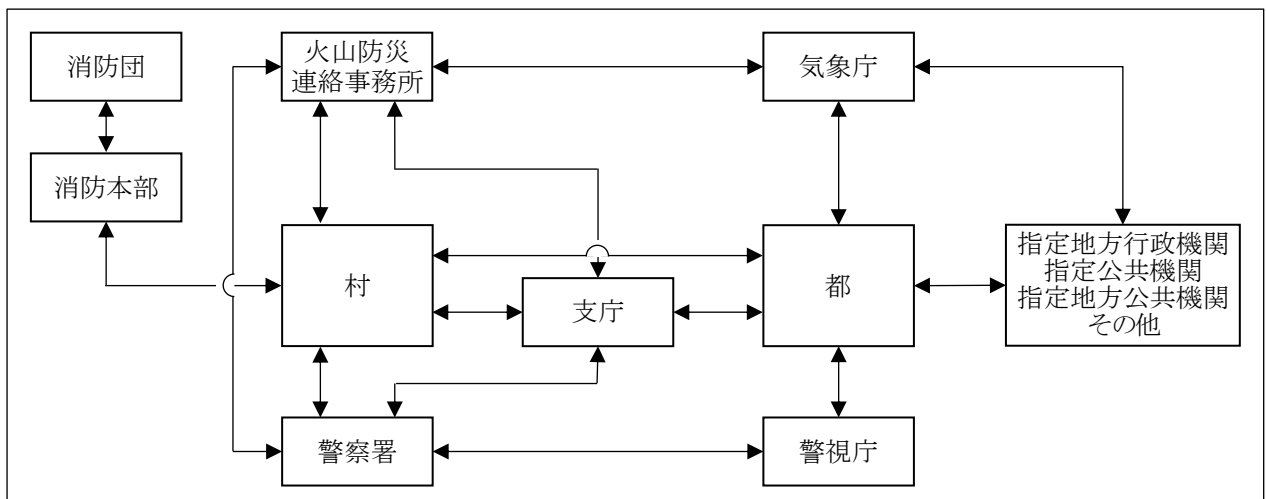 消防団
火山防災
連絡事務所
気象庁
消防本部
村
支庁
都
指定地方行政機関
指定公共機関
指定地方公共機関
その他
警察署
警視庁